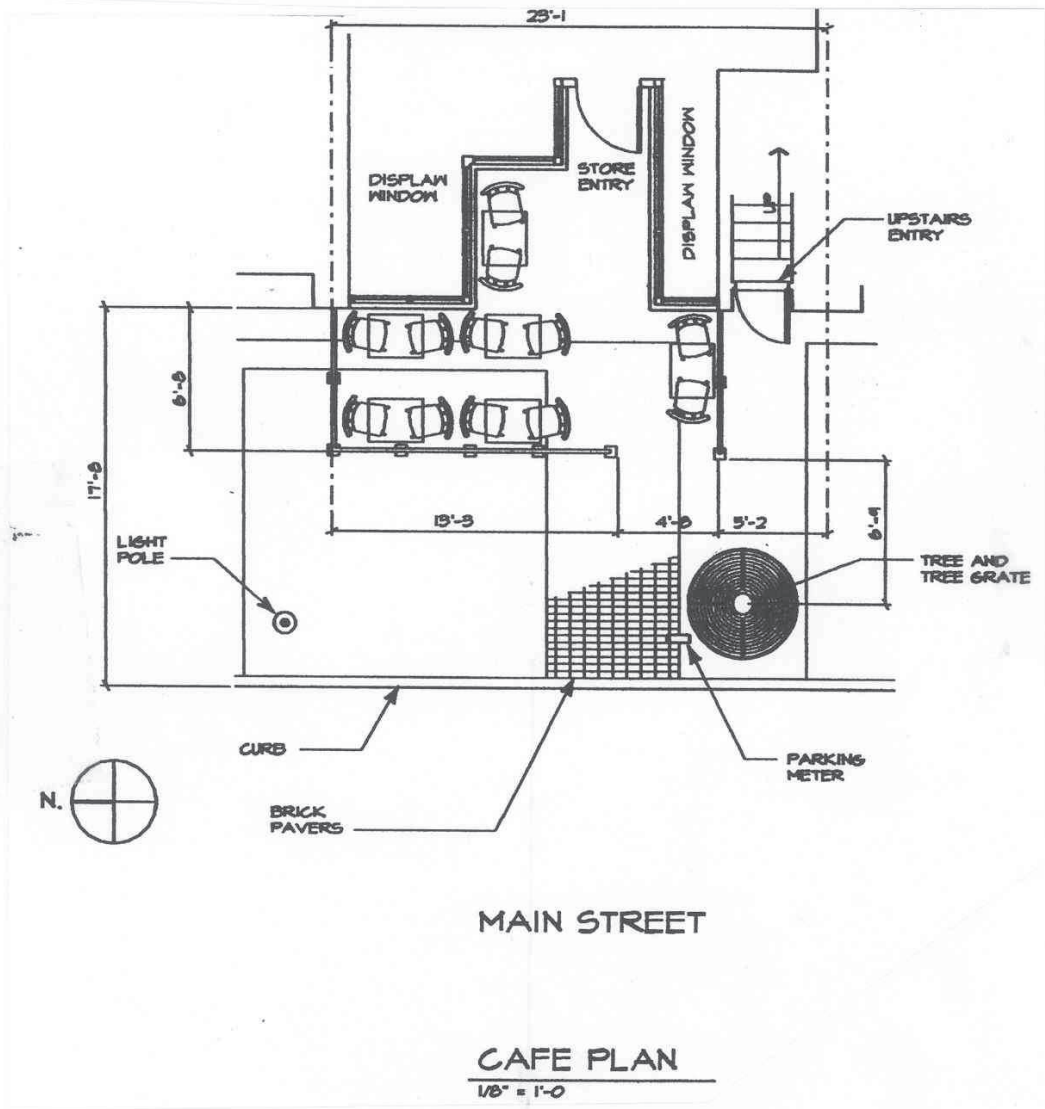 23'-1
DISPLAW
WINDOW
STORE
ENTRY
DISPLAW WINDOW
UP
UPSTAIRS
ENTRY
6'-8
17'-8
13'-3
4'-8
5'-2
6'-9
LIGHT
POLE
TREE AND
TREE GRATE
CURB
PARKING
METER
N.
BRICK
PAVERS
MAIN STREET
CAFE PLAN
1/8" = 1'-0